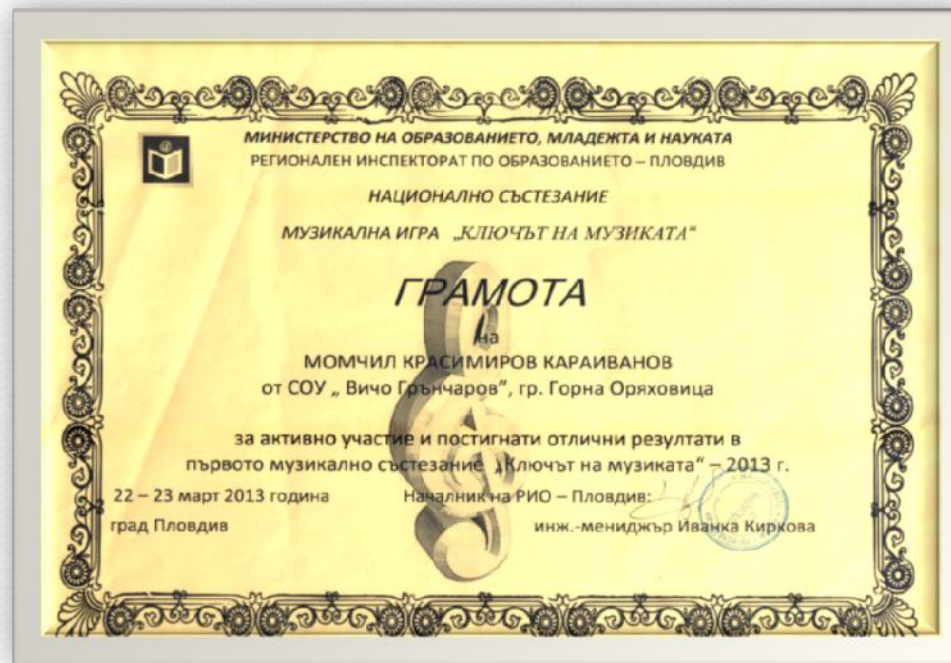 МИНИСТЕРСТВО НА ОБРАЗОВАНИЕТО, МЛАДЕЖТА И НАУКАТА
РЕГИОНАЛЕН ИНСПЕКТОРАТ ПО ОБРАЗОВАНИЕТО – ПЛОВДИВ
НАЦИОНАЛНО СЪСТЕЗАНИЕ
МУЗИКАЛНА ИГРА „КЛЮЧЪТ НА МУЗИКАТА“
ГРАМОТА
на
МОМЧИЛ КРАСИМИРОВ КАРАИВАНОВ
от СОУ „ Вичо Грънчаров”, гр. Горна Оряховица
за активно участие и постигнати отлични резултати в
първото музикално състезание „Ключът на музиката“ – 2013 г.
22 – 23 март 2013 година Началник на РИО – Пловдив:
град Пловдив инж.-мениджър Иванка Киркова